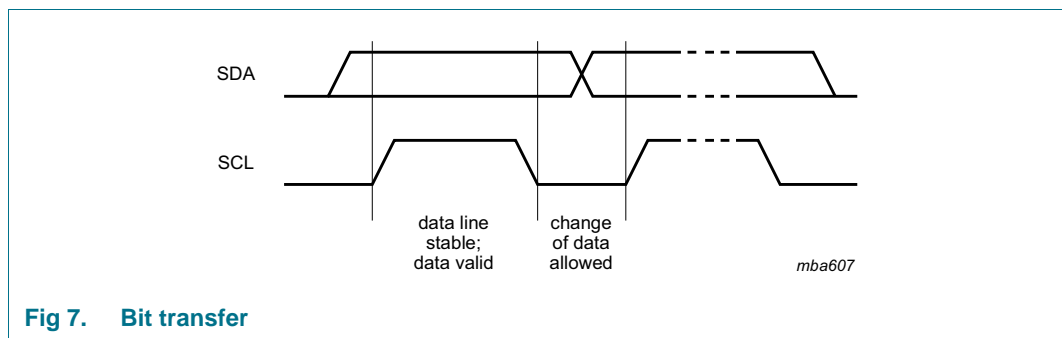 SDA
SCL
data line
stable;
data valid
change
of data
allowed
mba607
Fig 7. Bit transfer